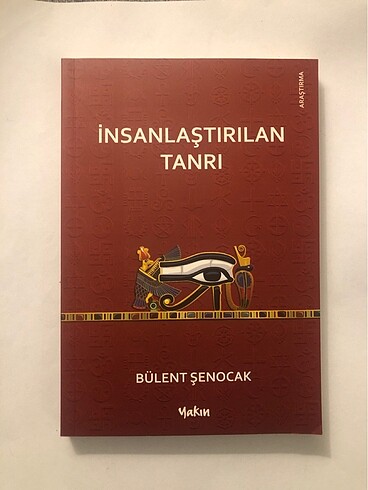 ARAŞTIRMA
İNSANLAŞTIRILAN
TANRI
BÜLENT ŞENOCAK
yakın